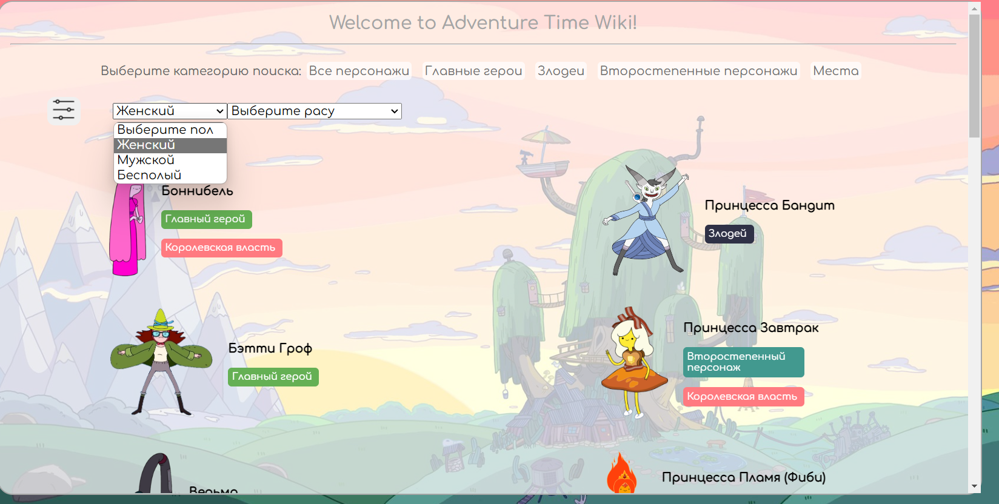 Welcome to Adventure Time Wiki!
Выберите категорию поиска: Все персонажи Главные герои Злодеи Второстепенные персонажи Места
Женский Выберите расу
Выберите пол
Женский
Мужской
Бесполый
Боннибель
Главный герой
Королевская власть
Принцесса Бандит
Злодей
Бэтти Гроф
Главный герой
Принцесса Завтрак
Второстепенный
персонаж
Королевская власть
Ведьма
Принцесса Пламя (Фиби)